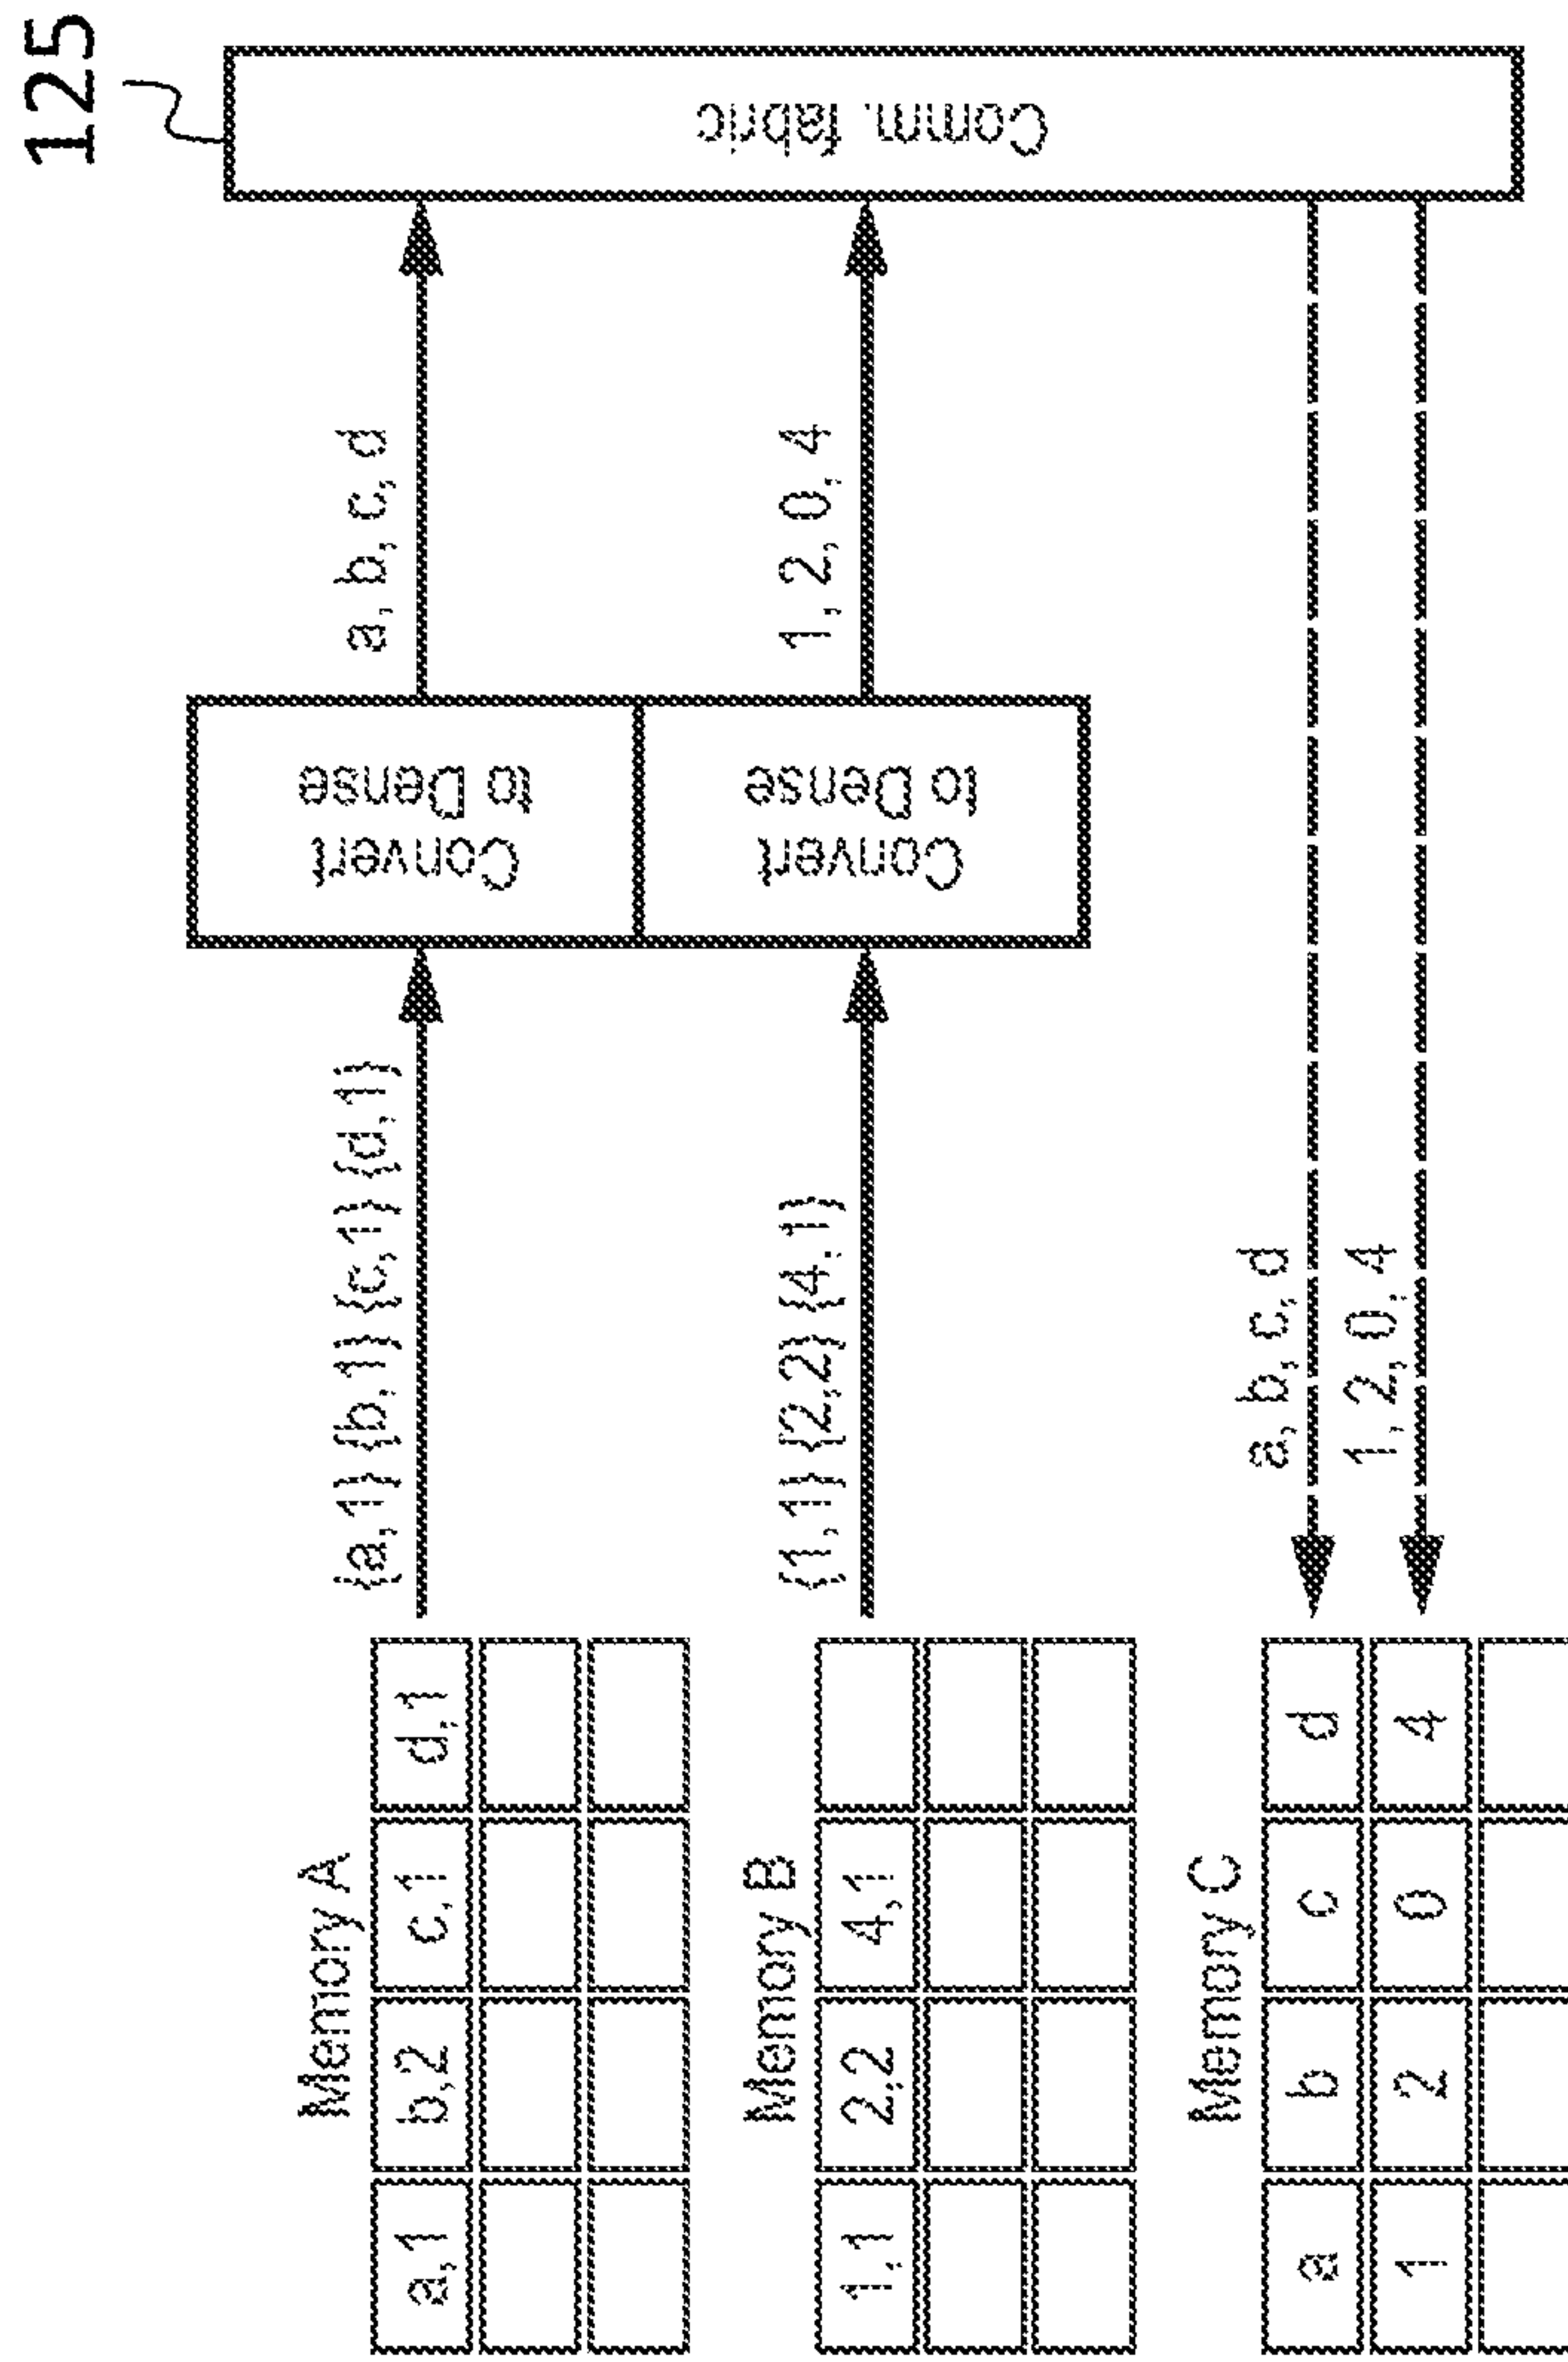 125
Memory A
a,1 b,2 c,1 d,1
{a,1} {b,1} {c,1} {d,1}
Convert
to Dense
a, b, c, d
Memory B
1,1 2,2 4,1
{1,1} {2,2} {4,1}
Convert
to Dense
1, 2, 0, 4
Comm. fabric
Memory C
a b c d
1 2 0 4
a, b, c, d
1, 2, 0, 4